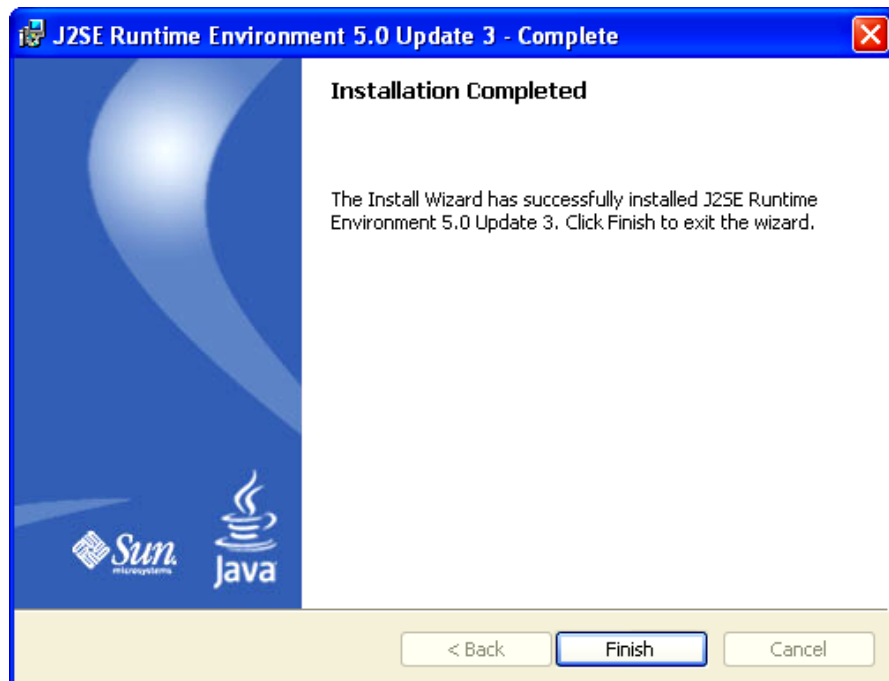 J2SE Runtime Environment 5.0 Update 3 - Complete
Installation Completed
The Install Wizard has successfully installed J2SE Runtime
Environment 5.0 Update 3. Click Finish to exit the wizard.
Sun
microsystems
Java
< Back
Finish
Cancel